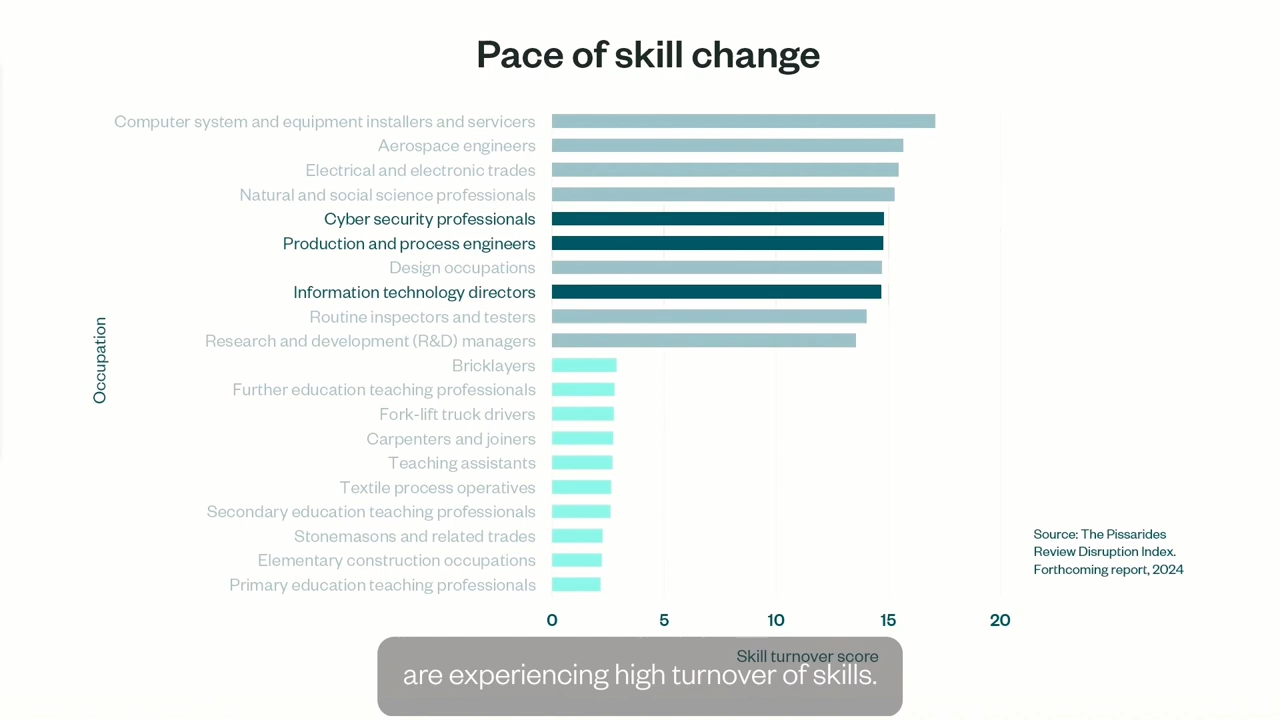 Pace of skill change
Computer system and equipment installers and servicers
Aerospace engineers
Electrical and electronic trades
Natural and social science professionals
Cyber security professionals
Production and process engineers
Design occupations
Information technology directors
Routine inspectors and testers
Research and development (R&D) managers
Bricklayers
Further education teaching professionals
Fork-lift truck drivers
Carpenters and joiners
Teaching assistants
Textile process operatives
Secondary education teaching professionals
Stonemasons and related trades
Elementary construction occupations
Primary education teaching professionals
Occupation
0 5 10 15 20
Skill turnover score
Source: The Pissarides
Review Disruption Index.
Forthcoming report, 2024
are experiencing high turnover of skills.